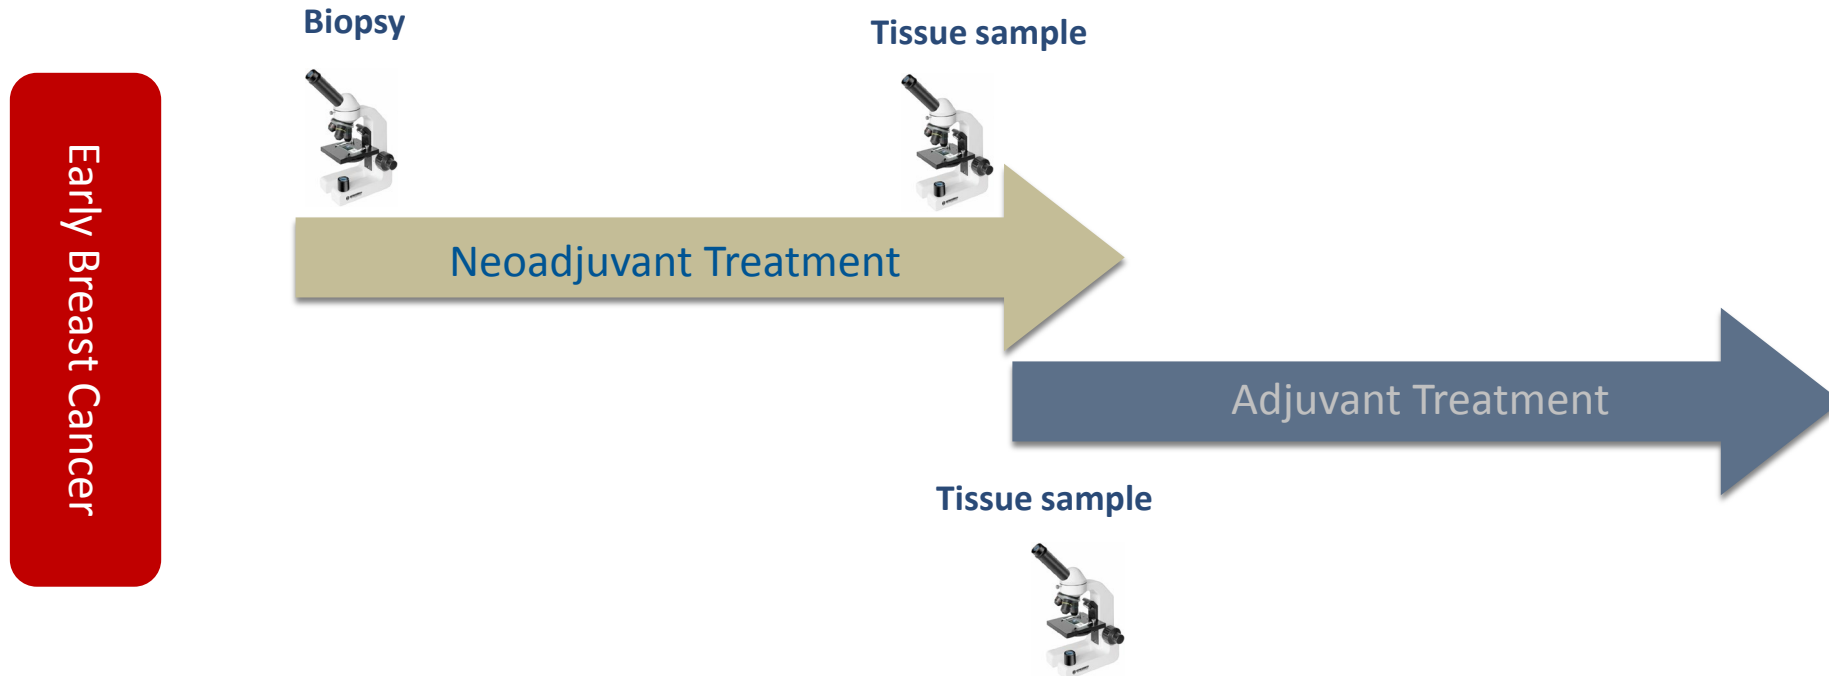 Biopsy
Tissue sample
Early Breast Cancer
Neoadjuvant Treatment
Adjuvant Treatment
Tissue sample